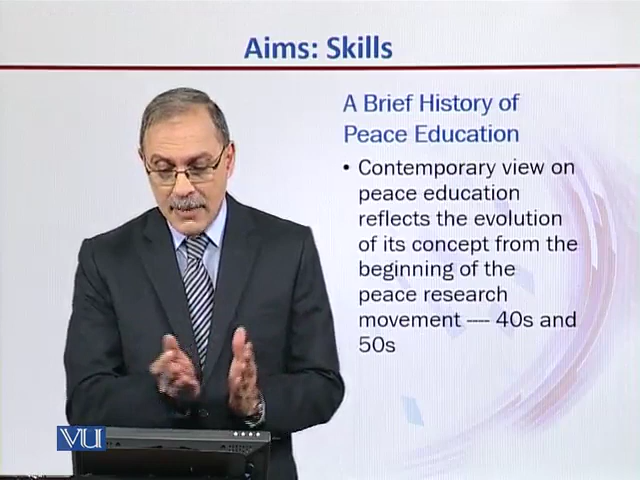 Aims: Skills
A Brief History of
Peace Education
• Contemporary view on
peace education
reflects the evolution
of its concept from the
beginning of the
peace research
movement ---- 40s and
50s
VU